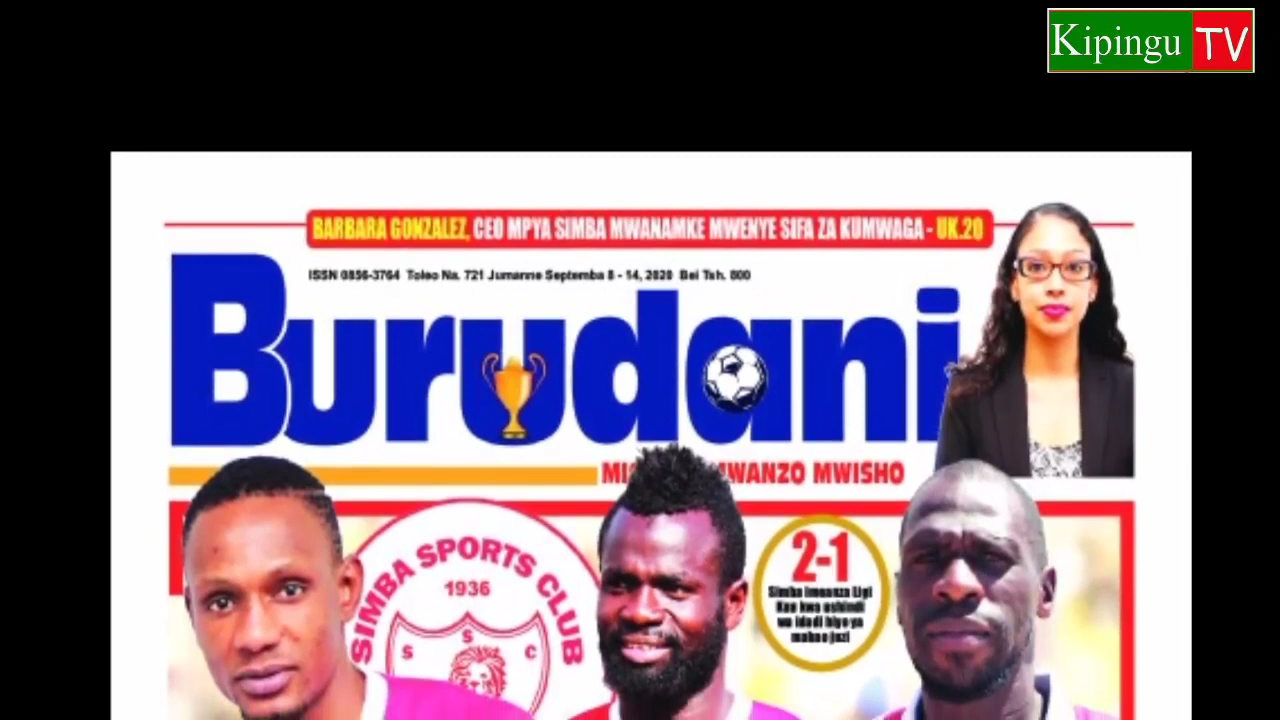 Kipingu TV
BARBARA GONZALEZ, CEO MPYA SIMBA MWANAMKE MWENYE SIFA ZA KUMWAGA - UK.20
ISSN 0856-3764 Toleo Na. 721 Jumanne Septemba 8 - 14, 2020 Bei Tsh. 800
Burudani
MWANZO MWISHO
SIMBA SPORTS CLUB
1936
S
S C
2-1
Simba imeanza Ligi
Kuu kwa ushindi
wa idadi hiyo ya
mabao juzi